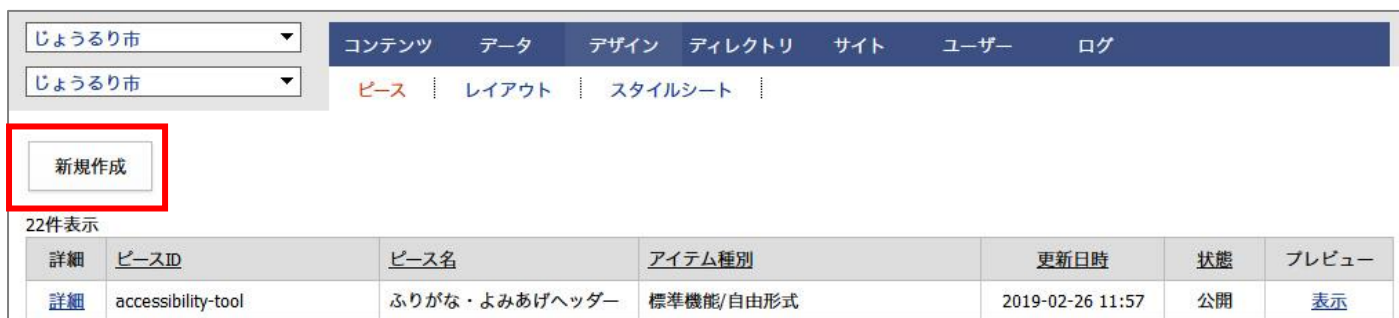 じょうるり市
コンテンツ データ デザイン ディレクトリ サイト ユーザー ログ
じょうるり市
ピース レイアウト スタイルシート
新規作成
22件表示
詳細 ピースID ピース名 アイテム種別 更新日時 状態 プレビュー
詳細 accessibility-tool ふりがな・よみあげヘッダー 標準機能/自由形式 2019-02-26 11:57 公開 表示